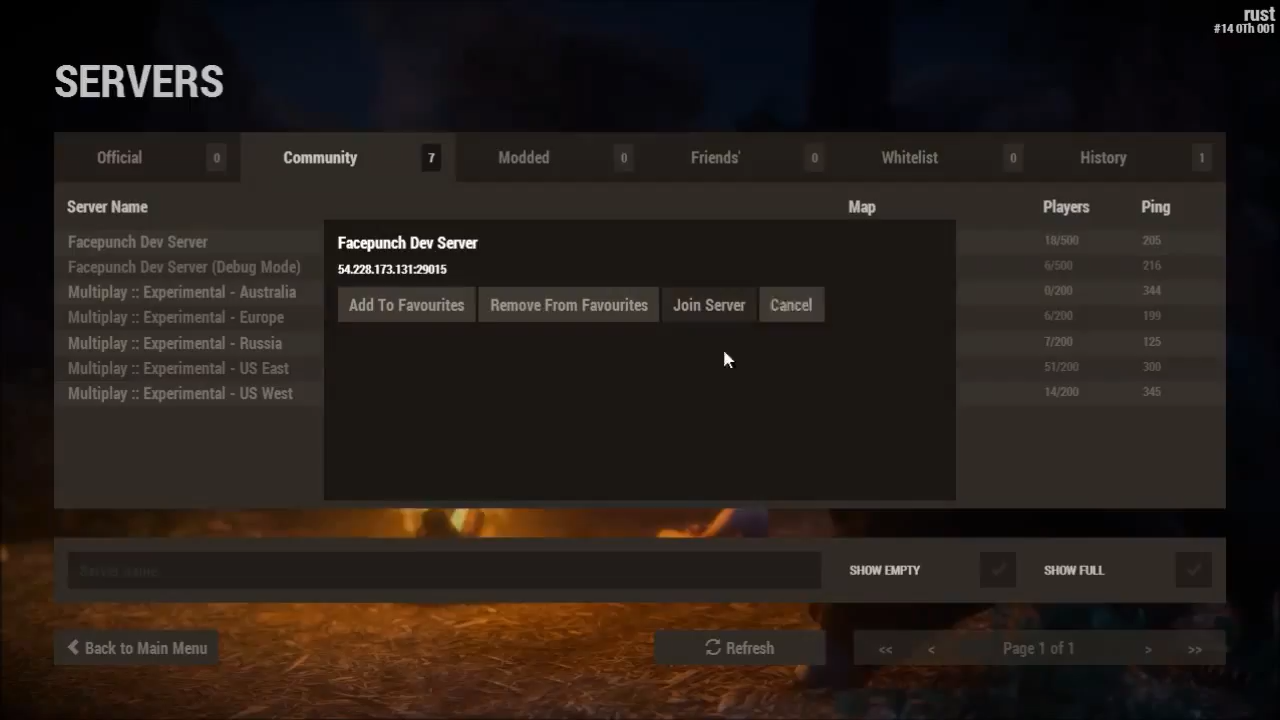 rust
#14 0Th 001
SERVERS
Official 0 Community 7 Modded 0 Friends' 0 Whitelist 0 History 1
Server Name Map Players Ping
Facepunch Dev Server 18/500 205
Facepunch Dev Server (Debug Mode) 6/500 216
Multiplay :: Experimental - Australia 0/200 344
Multiplay :: Experimental - Europe 6/200 199
Multiplay :: Experimental - Russia 7/200 125
Multiplay :: Experimental - US East 51/200 300
Multiplay :: Experimental - US West 14/200 345
Facepunch Dev Server
54.228.173.131:29015
Add To Favourites Remove From Favourites Join Server Cancel
Server name SHOW EMPTY SHOW FULL
Back to Main Menu Refresh << < Page 1 of 1 > >>